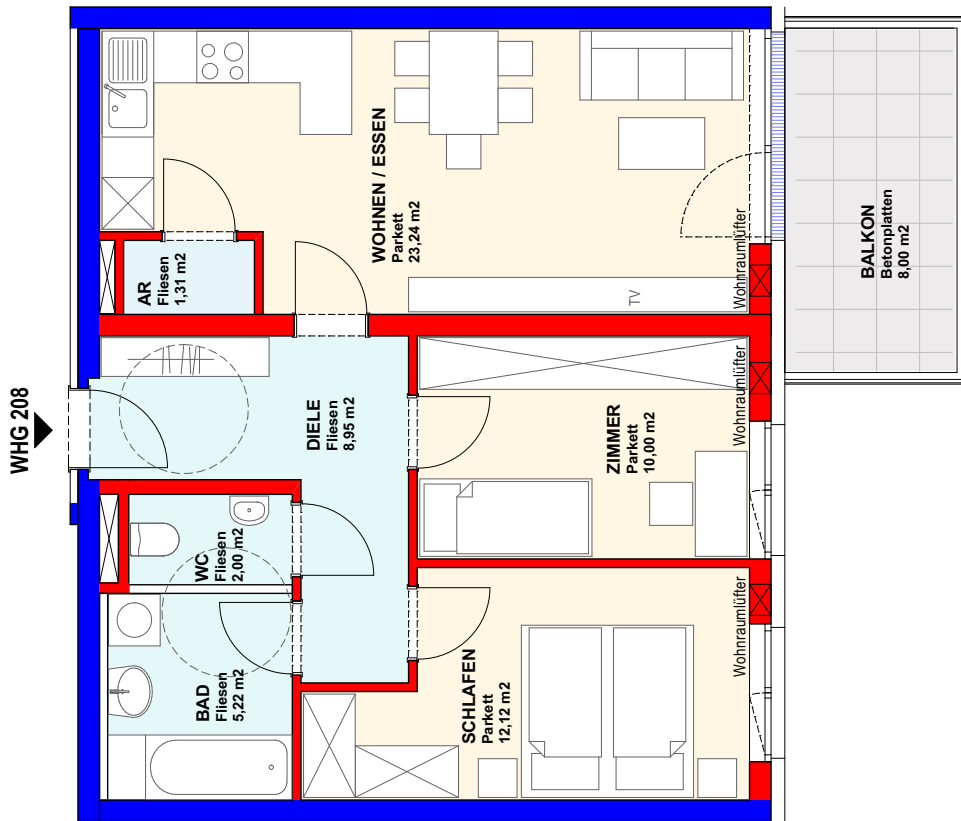 WHG 208
WOHNEN / ESSEN
Parkett
23,24 m2
AR
Fliesen
1,31 m2
TV
Wohnraumlüfter
BALKON
Betonplatten
8,00 m2
DIELE
Fliesen
8,95 m2
ZIMMER
Parkett
10,00 m2
Wohnraumlüfter
WC
Fliesen
2,00 m2
BAD
Fliesen
5,22 m2
SCHLAFEN
Parkett
12,12 m2
Wohnraumlüfter